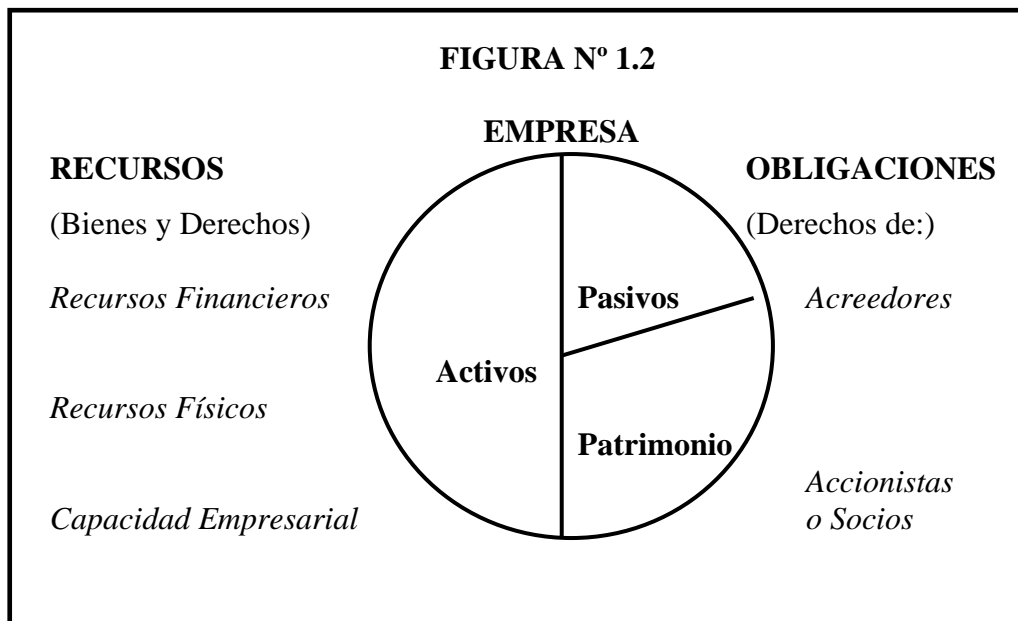 FIGURA Nº 1.2
EMPRESA
RECURSOS
(Bienes y Derechos)
Recursos Financieros
Recursos Físicos
Capacidad Empresarial
Activos
Pasivos
Patrimonio
OBLIGACIONES
(Derechos de:)
Acreedores
Accionistas
o Socios